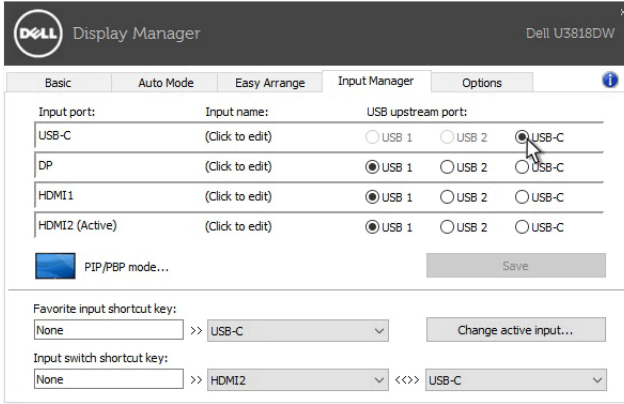 DELL Display Manager Dell U3818DW
Basic Auto Mode Easy Arrange Input Manager Options
Input port: Input name: USB upstream port:
USB-C (Click to edit) USB 1 USB 2 USB-C
DP (Click to edit) USB 1 USB 2 USB-C
HDMI1 (Click to edit) USB 1 USB 2 USB-C
HDMI2 (Active) (Click to edit) USB 1 USB 2 USB-C
PIP/PBP mode... Save
Favorite input shortcut key:
None >> USB-C Change active input...
Input switch shortcut key:
None >> HDMI2 <<>> USB-C